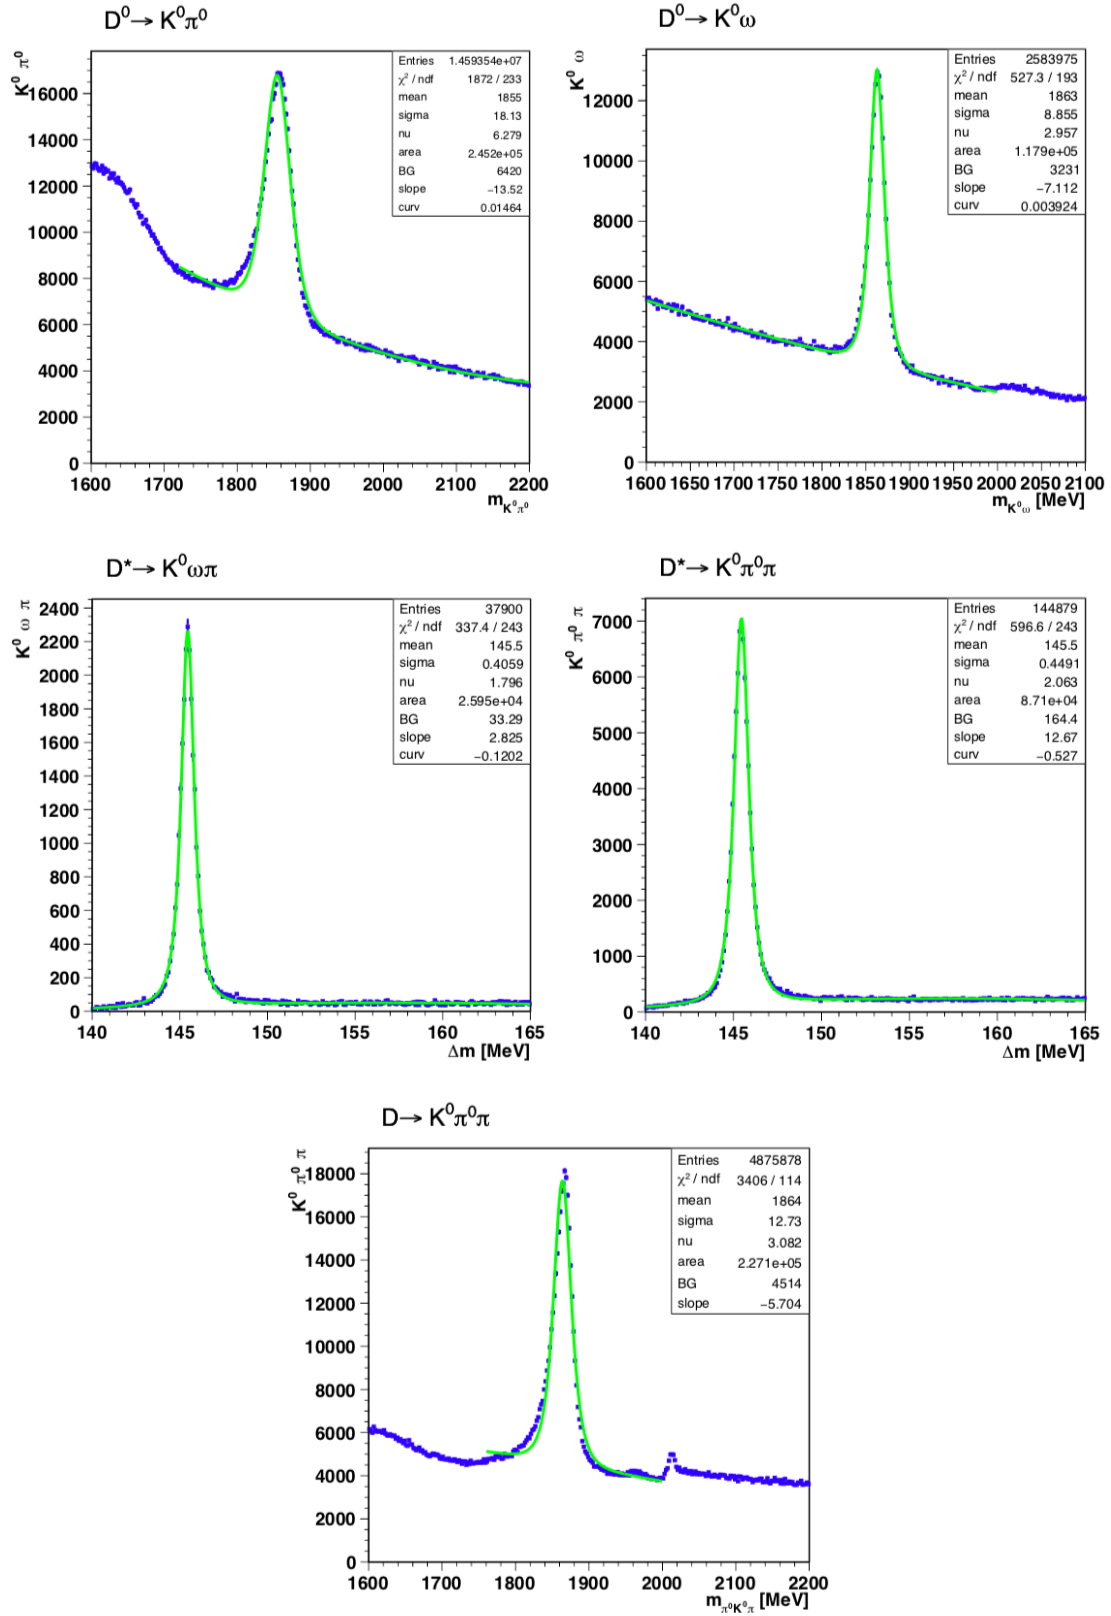 D⁰→ K⁰π⁰
K⁰ π⁰
Entries 1.459354e+07
χ² / ndf 1872 / 233
mean 1855
sigma 18.13
nu 6.279
area 2.452e+05
BG 6420
slope −13.52
curv 0.01464
16000
14000
12000
10000
8000
6000
4000
2000
0
1600 1700 1800 1900 2000 2100 2200
m_K⁰π⁰
D⁰→ K⁰ω
K⁰ ω
Entries 2583975
χ² / ndf 527.3 / 193
mean 1863
sigma 8.855
nu 2.957
area 1.179e+05
BG 3231
slope −7.112
curv 0.003924
12000
10000
8000
6000
4000
2000
0
1600 1650 1700 1750 1800 1850 1900 1950 2000 2050 2100
m_K⁰ω [MeV]
D*→ K⁰ωπ
K⁰ ω π
Entries 37900
χ² / ndf 337.4 / 243
mean 145.5
sigma 0.4059
nu 1.796
area 2.595e+04
BG 33.29
slope 2.825
curv −0.1202
2400
2200
2000
1800
1600
1400
1200
1000
800
600
400
200
0
140 145 150 155 160 165
Δm [MeV]
D*→ K⁰π⁰π
K⁰ π⁰ π
Entries 144879
χ² / ndf 596.6 / 243
mean 145.5
sigma 0.4491
nu 2.063
area 8.71e+04
BG 164.4
slope 12.67
curv −0.527
7000
6000
5000
4000
3000
2000
1000
0
140 145 150 155 160 165
Δm [MeV]
D→ K⁰π⁰π
K⁰ π⁰ π
Entries 4875878
χ² / ndf 3406 / 114
mean 1864
sigma 12.73
nu 3.082
area 2.271e+05
BG 4514
slope −5.704
18000
16000
14000
12000
10000
8000
6000
4000
2000
0
1600 1700 1800 1900 2000 2100 2200
m_π⁰K⁰π [MeV]